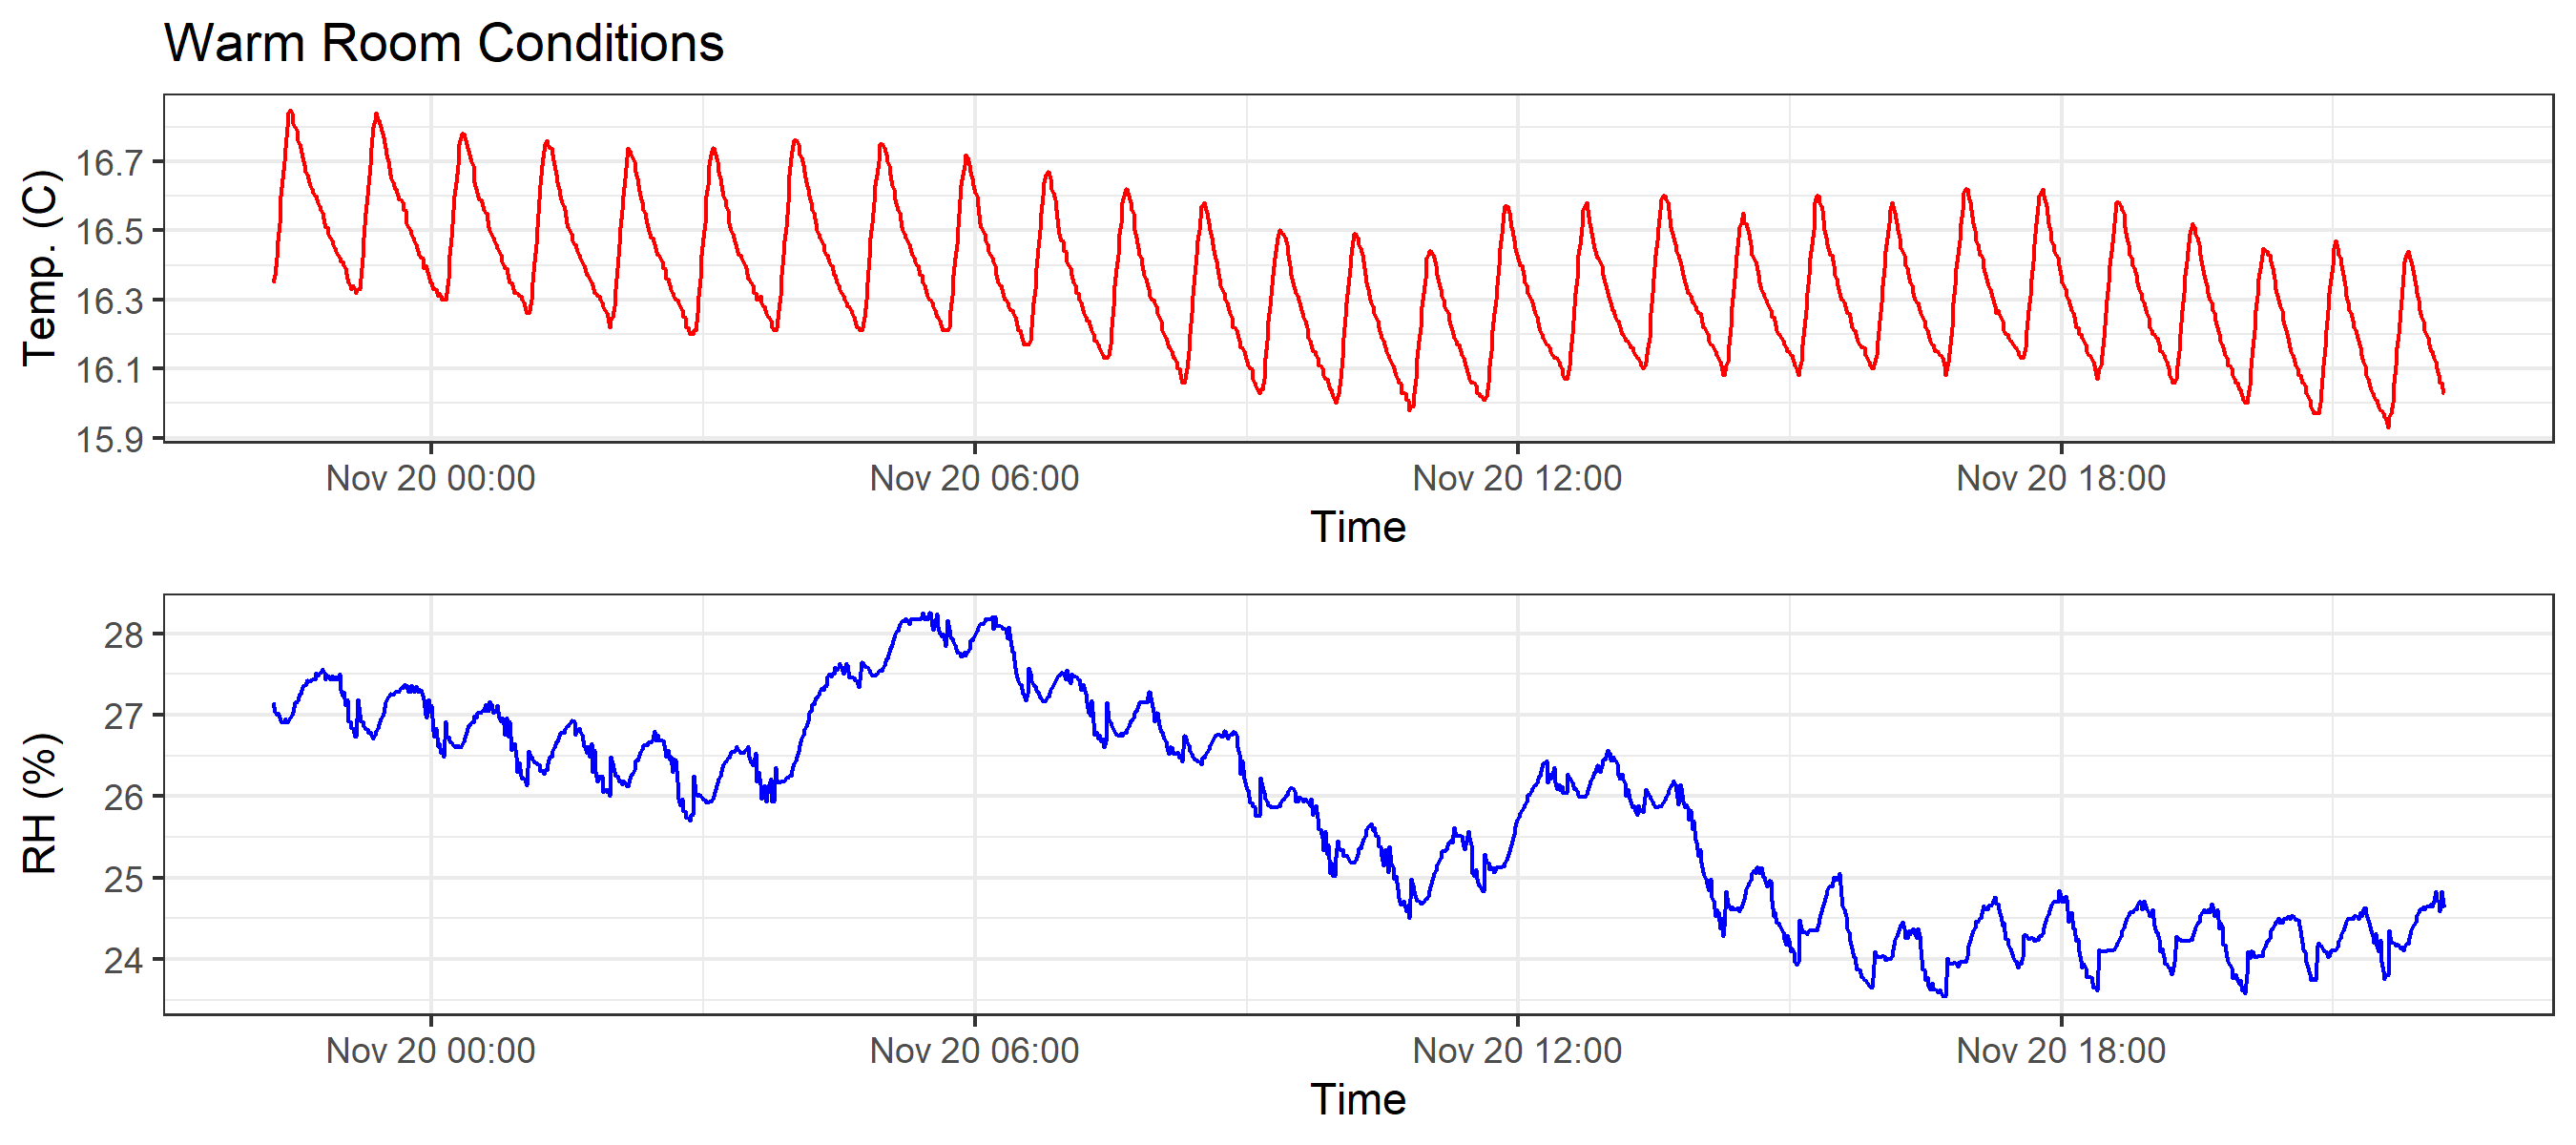 Warm Room Conditions
Temp. (C)
16.7
16.5
16.3
16.1
15.9
Nov 20 00:00 Nov 20 06:00 Nov 20 12:00 Nov 20 18:00
Time
RH (%)
28
27
26
25
24
Nov 20 00:00 Nov 20 06:00 Nov 20 12:00 Nov 20 18:00
Time